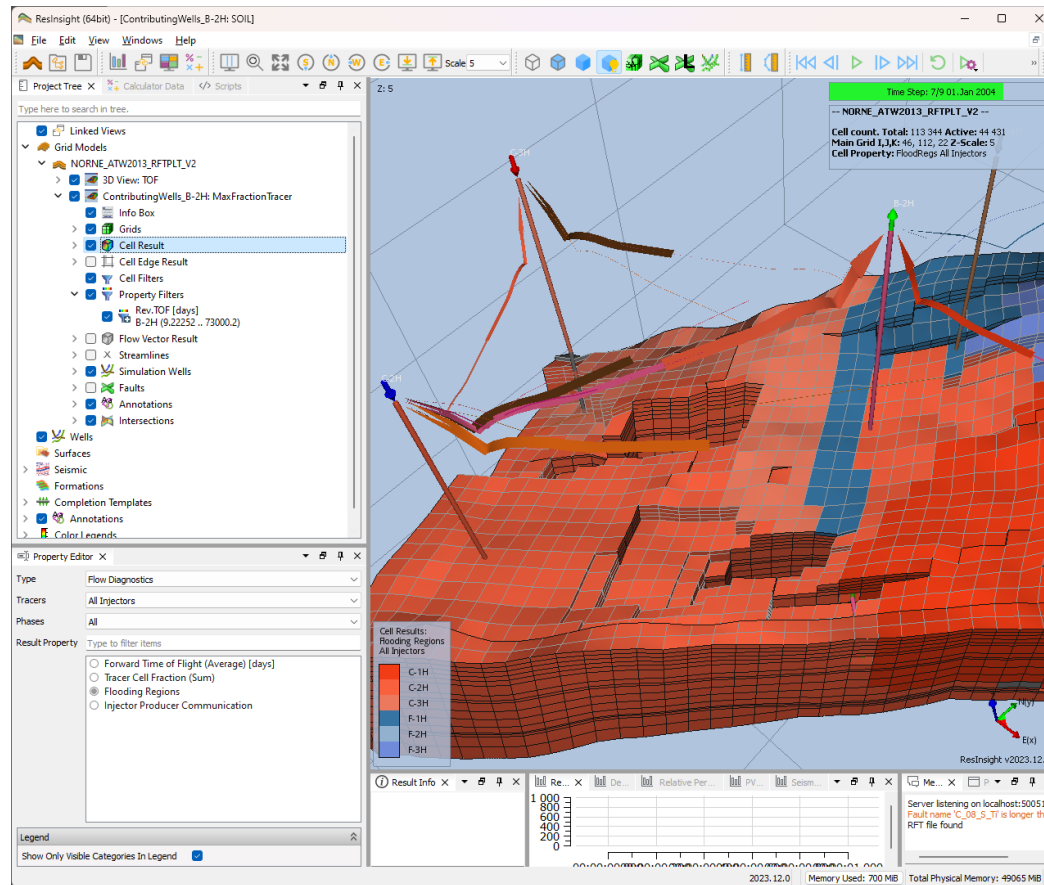 ResInsight (64bit) - [ContributingWells_B-2H: SOIL]
File Edit View Windows Help
Scale 5
Project Tree Calculator Data Scripts
Type here to search in tree.
Linked Views
Grid Models
NORNE_ATW2013_RFTPLT_V2
3D View: TOF
ContributingWells_B-2H: MaxFractionTracer
Info Box
Grids
Cell Result
Cell Edge Result
Cell Filters
Property Filters
Rev.TOF [days]
B-2H (9.22252 .. 73000.2)
Flow Vector Result
Streamlines
Simulation Wells
Faults
Annotations
Intersections
Wells
Surfaces
Seismic
Formations
Completion Templates
Annotations
Color Legends
Property Editor
Type Flow Diagnostics
Tracers All Injectors
Phases All
Result Property Type to filter items
Forward Time of Flight (Average) [days]
Tracer Cell Fraction (Sum)
Flooding Regions
Injector Producer Communication
Legend
Show Only Visible Categories In Legend
Z: 5
Time Step: 7/9 01.Jan 2004
-- NORNE_ATW2013_RFTPLT_V2 --
Cell count. Total: 113 344 Active: 44 431
Main Grid I,J,K: 46, 112, 22 Z-Scale: 5
Cell Property: FloodRegs All Injectors
C-3H
B-2H
Cell Results:
Flooding Regions
All Injectors
C-1H
C-2H
C-3H
F-1H
F-2H
F-3H
N(y)
E(x)
ResInsight v2023.12.
Result Info Re... De... Relative Per... PV... Seism... Me... P
1 000
800
600
400
200
0
Server listening on localhost:50051
Fault name 'C_08_S_Ti' is longer th
RFT file found
2023.12.0 Memory Used: 700 MiB Total Physical Memory: 49065 MiB